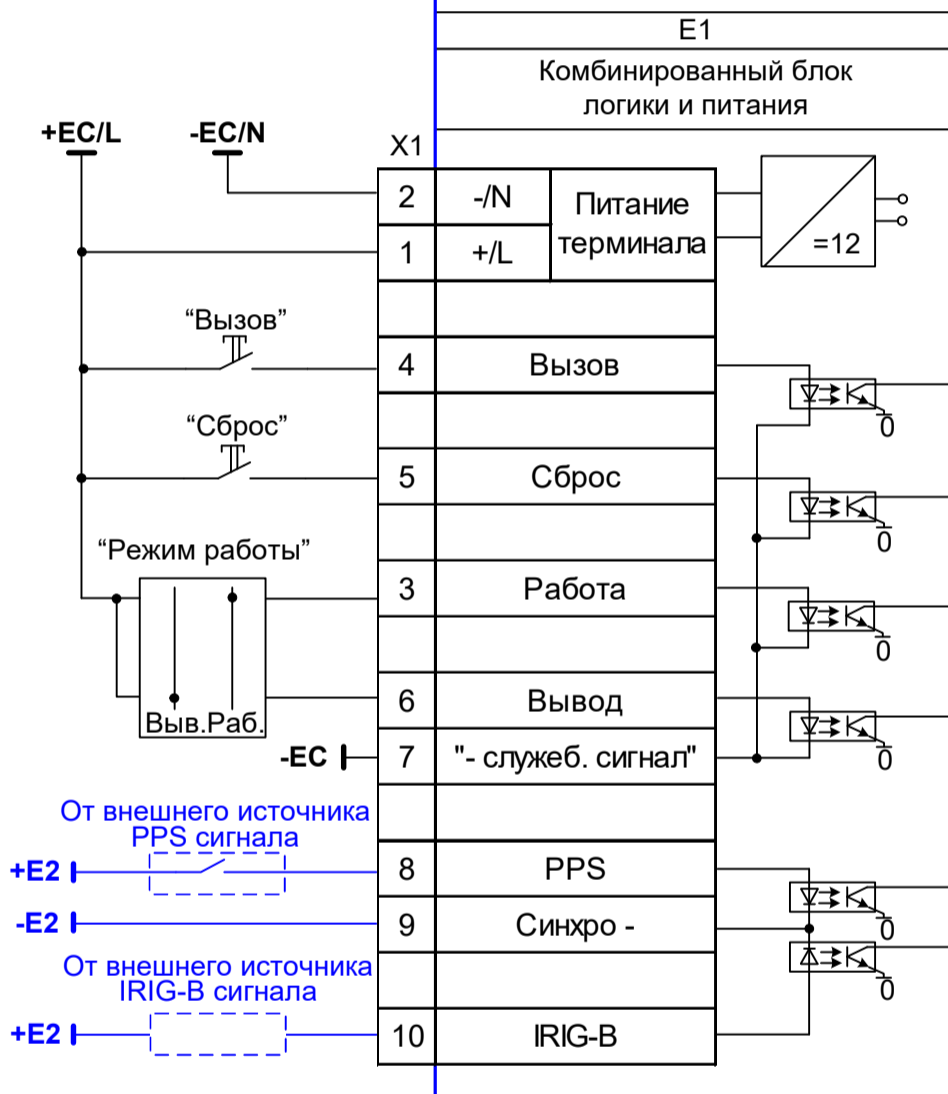 E1
Комбинированный блок
логики и питания
+EC/L
-EC/N
X1
2
-/N
Питание
терминала
1
+/L
=12
“Вызов”
4
Вызов
0
“Сброс”
5
Сброс
0
“Режим работы”
3
Работа
0
6
Вывод
Выв.Раб.
0
-EC
7
"- служеб. сигнал"
От внешнего источника
PPS сигнала
+E2
8
PPS
0
-E2
9
Синхро -
От внешнего источника
IRIG-B сигнала
0
+E2
10
IRIG-B